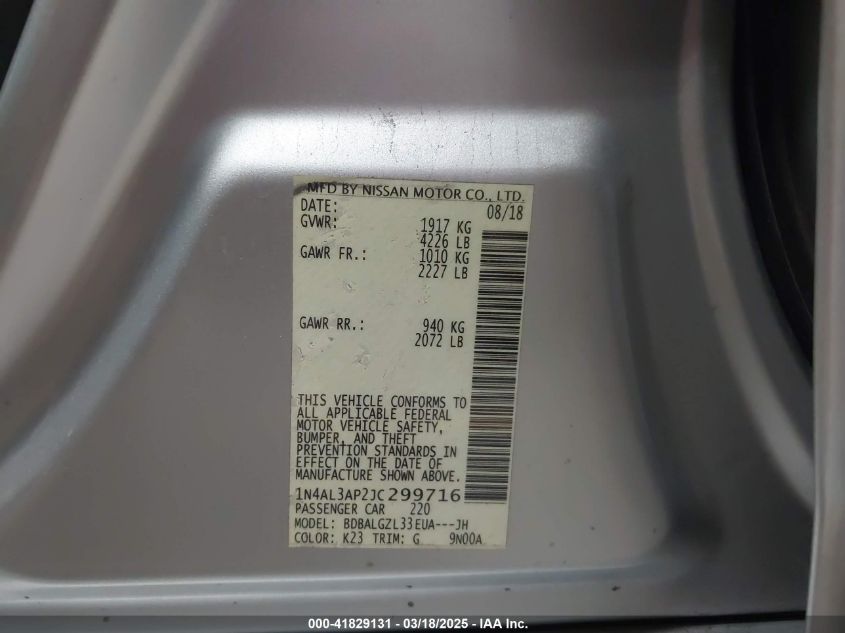 MFD BY NISSAN MOTOR CO., LTD.
DATE: 08/18
GVWR: 1917 KG
4226 LB
GAWR FR.: 1010 KG
2227 LB
GAWR RR.: 940 KG
2072 LB
THIS VEHICLE CONFORMS TO
ALL APPLICABLE FEDERAL
MOTOR VEHICLE SAFETY,
BUMPER, AND THEFT
PREVENTION STANDARDS IN
EFFECT ON THE DATE OF
MANUFACTURE SHOWN ABOVE.
1N4AL3AP2JC299716
PASSENGER CAR 220
MODEL: BDBALGZL33EUA---JH
COLOR: K23 TRIM: G 9N00A
000-41829131 - 03/18/2025 - IAA Inc.